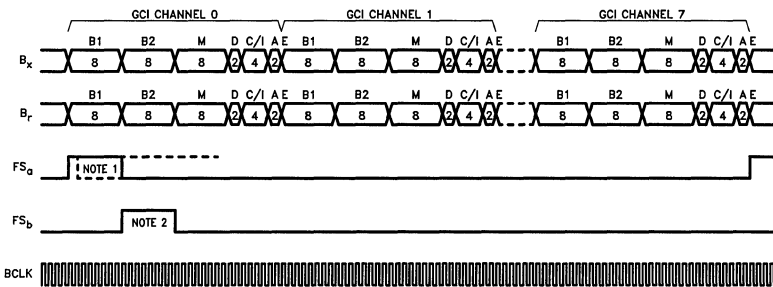 GCI CHANNEL 0 GCI CHANNEL 1 GCI CHANNEL 7
B1 B2 M D C/I A E B1 B2 M D C/I A E B1 B2 M D C/I A E
Bx 8 8 8 2 4 2 8 8 8 2 4 2 8 8 8 2 4 2
B1 B2 M D C/I A E B1 B2 M D C/I A E B1 B2 M D C/I A E
Br 8 8 8 2 4 2 8 8 8 2 4 2 8 8 8 2 4 2
FSa NOTE 1
FSb NOTE 2
BCLK